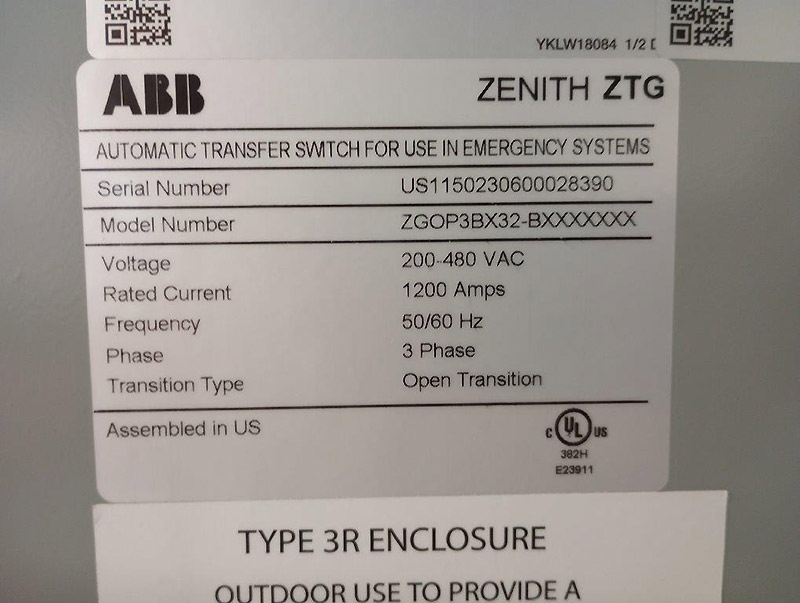 YKLW18084 1/2
ABB
ZENITH ZTG
AUTOMATIC TRANSFER SWITCH FOR USE IN EMERGENCY SYSTEMS
Serial Number US1150230600028390
Model Number ZGOP3BX32-BXXXXXXX
Voltage 200-480 VAC
Rated Current 1200 Amps
Frequency 50/60 Hz
Phase 3 Phase
Transition Type Open Transition
Assembled in US
C UL US
382H
E23911
TYPE 3R ENCLOSURE
OUTDOOR USE TO PROVIDE A